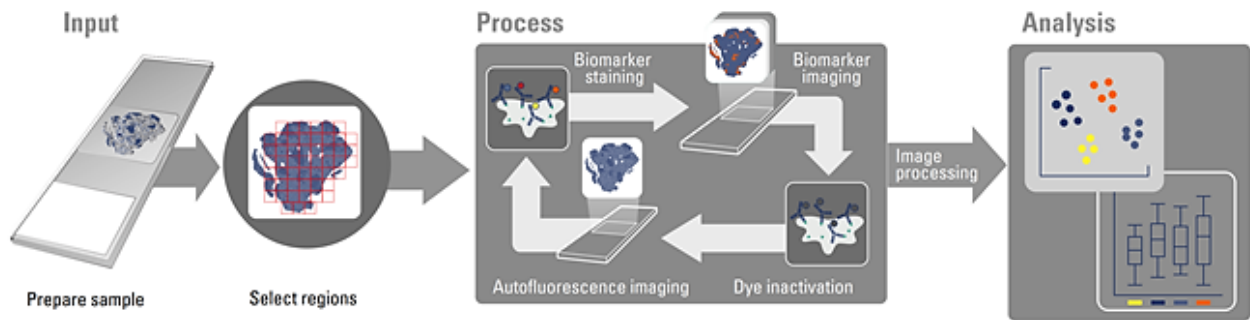 Input
Process
Analysis
Biomarker
staining
Biomarker
imaging
Image
processing
Autofluorescence imaging
Dye inactivation
Prepare sample
Select regions